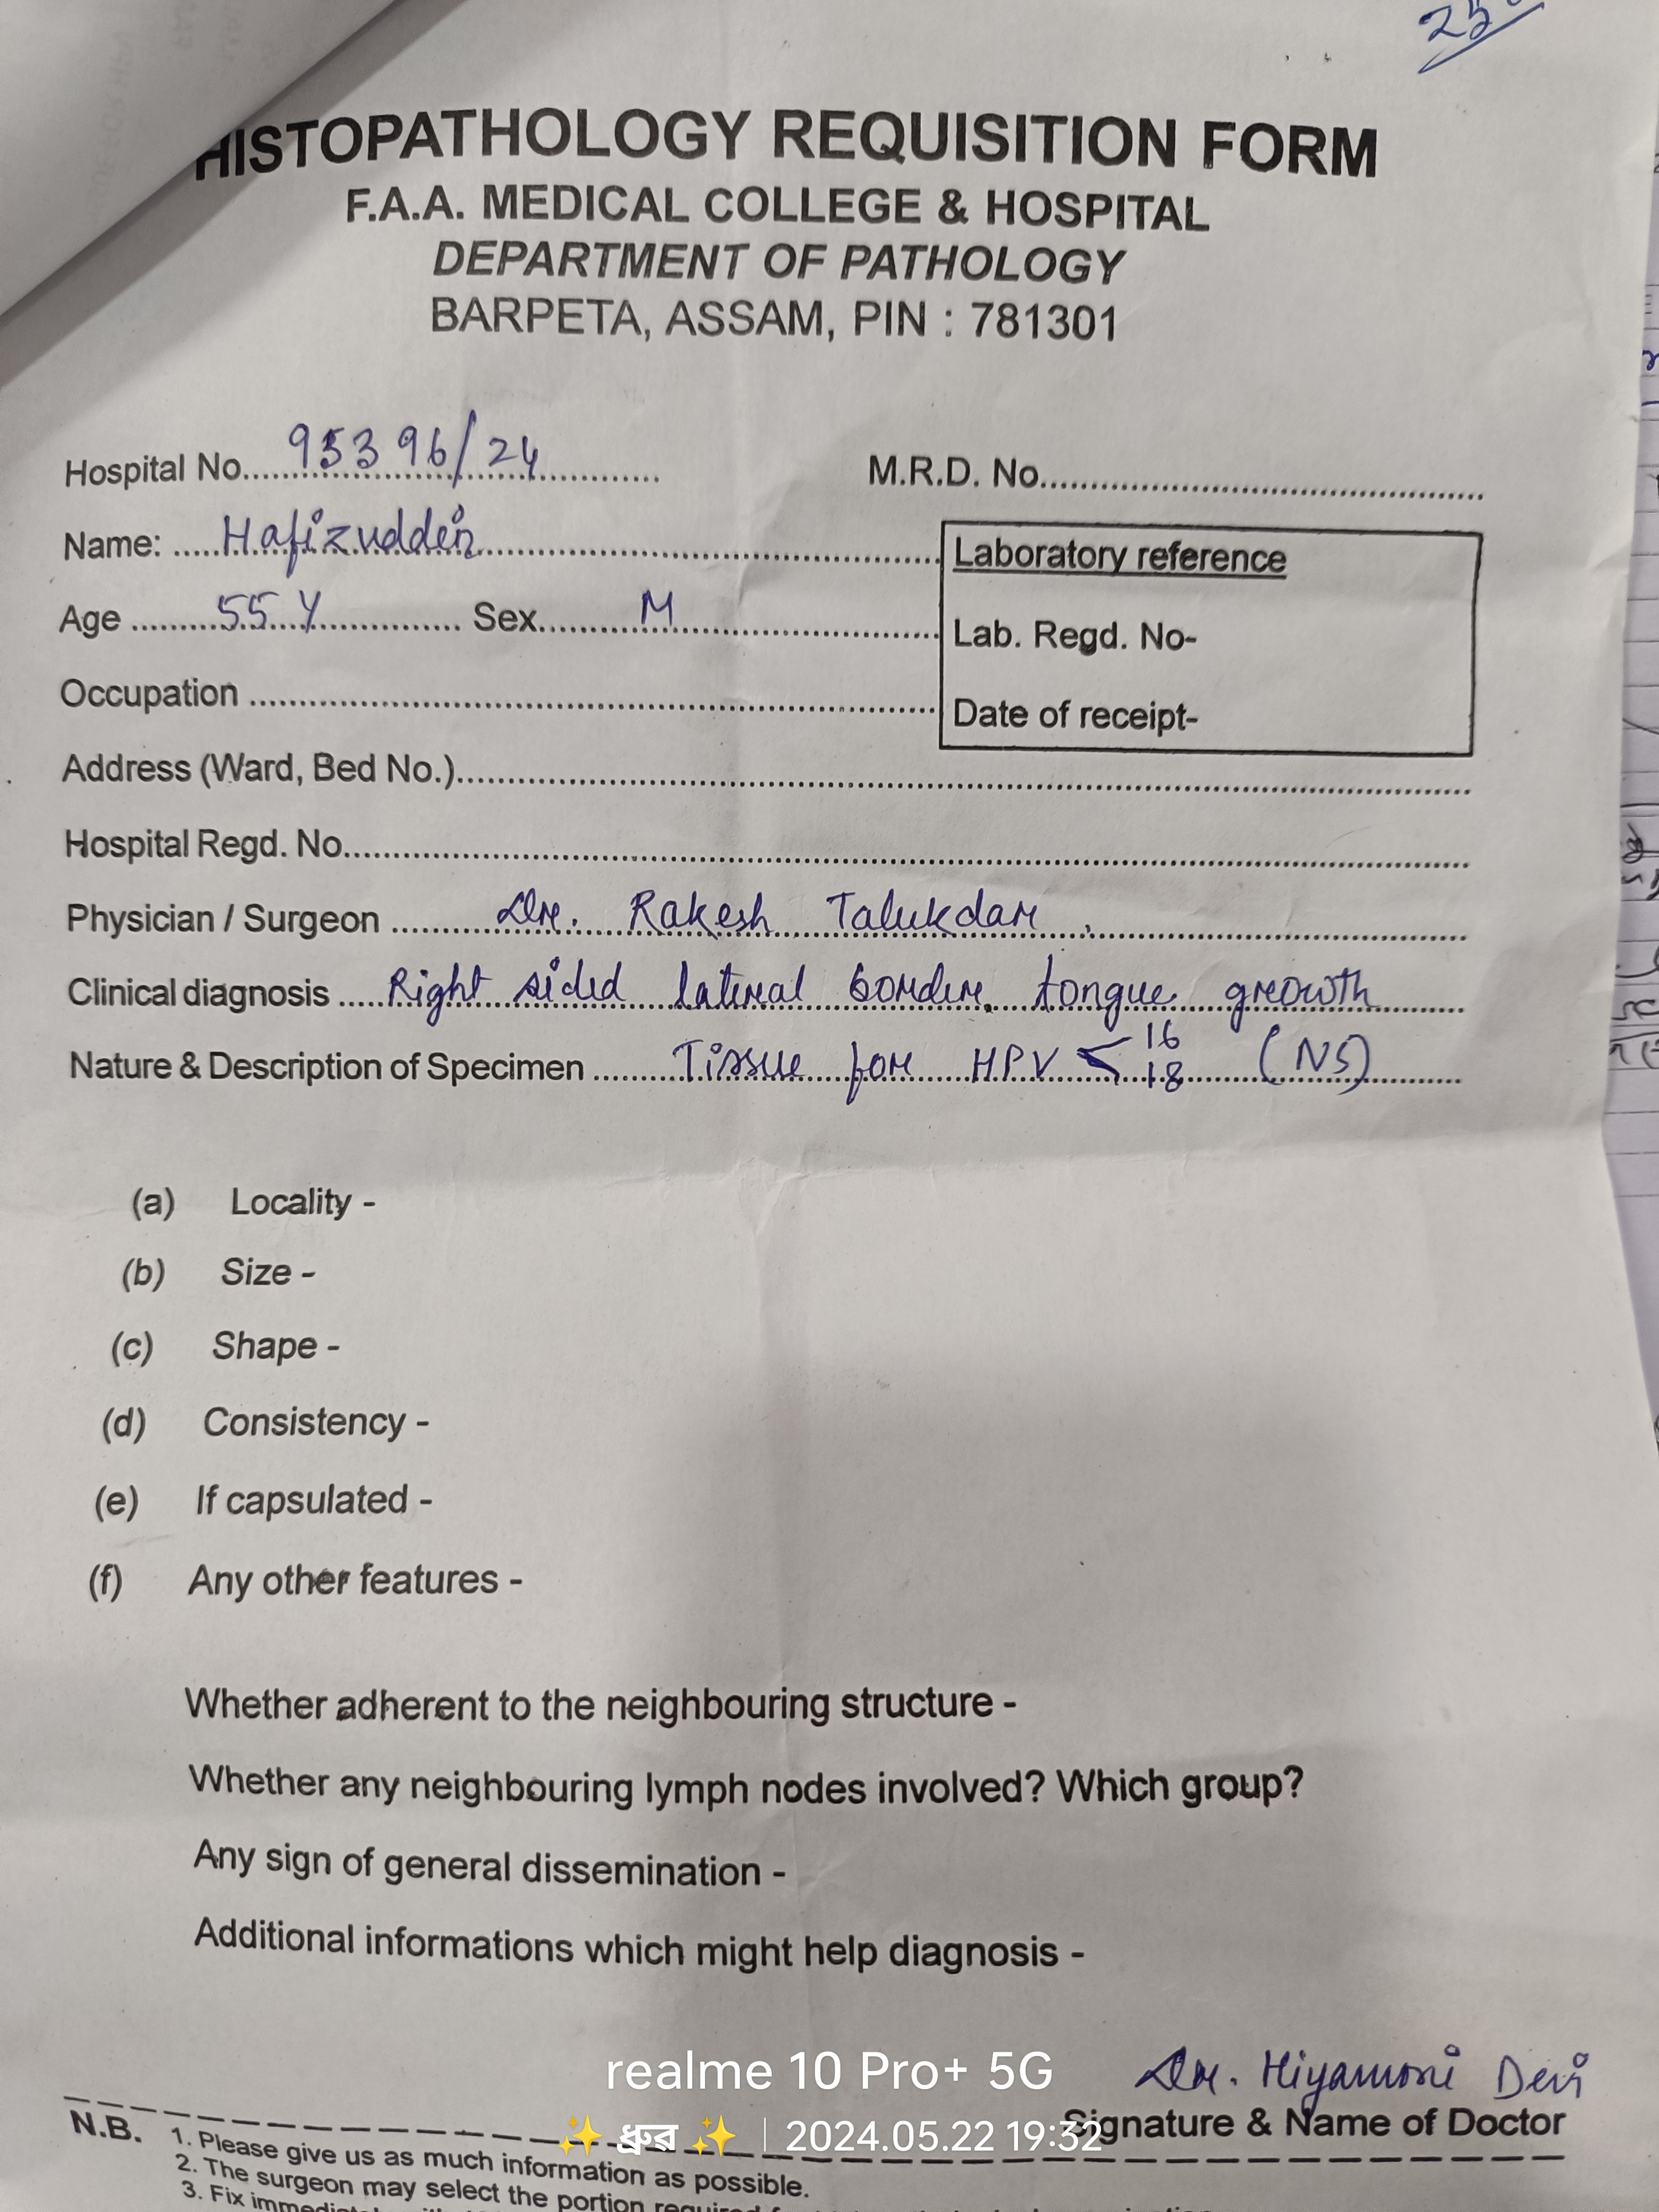 HISTOPATHOLOGY REQUISITION FORM
F.A.A. MEDICAL COLLEGE & HOSPITAL
DEPARTMENT OF PATHOLOGY
BARPETA, ASSAM, PIN : 781301
Hospital No. 95396/24
M.R.D. No.
Name: Hafizudden
Laboratory reference
Age 55 Y Sex M
Lab. Regd. No-
Occupation
Date of receipt-
Address (Ward, Bed No.)
Hospital Regd. No.
Physician / Surgeon Dr. Rakesh Talukdar
Clinical diagnosis Right sided lateral border tongue growth
Nature & Description of Specimen Tissue for HPV < 16 18 (NS)
(a) Locality -
(b) Size -
(c) Shape -
(d) Consistency -
(e) If capsulated -
(f) Any other features -
Whether adherent to the neighbouring structure -
Whether any neighbouring lymph nodes involved? Which group?
Any sign of general dissemination -
Additional informations which might help diagnosis -
Dr. Hiyamoni Devi
Signature & Name of Doctor
realme 10 Pro+ 5G
✨ ধ্রুৱ ✨ | 2024.05.22 19:32
N.B. 1. Please give us as much information as possible.
2. The surgeon may select the portion required
3. Fix